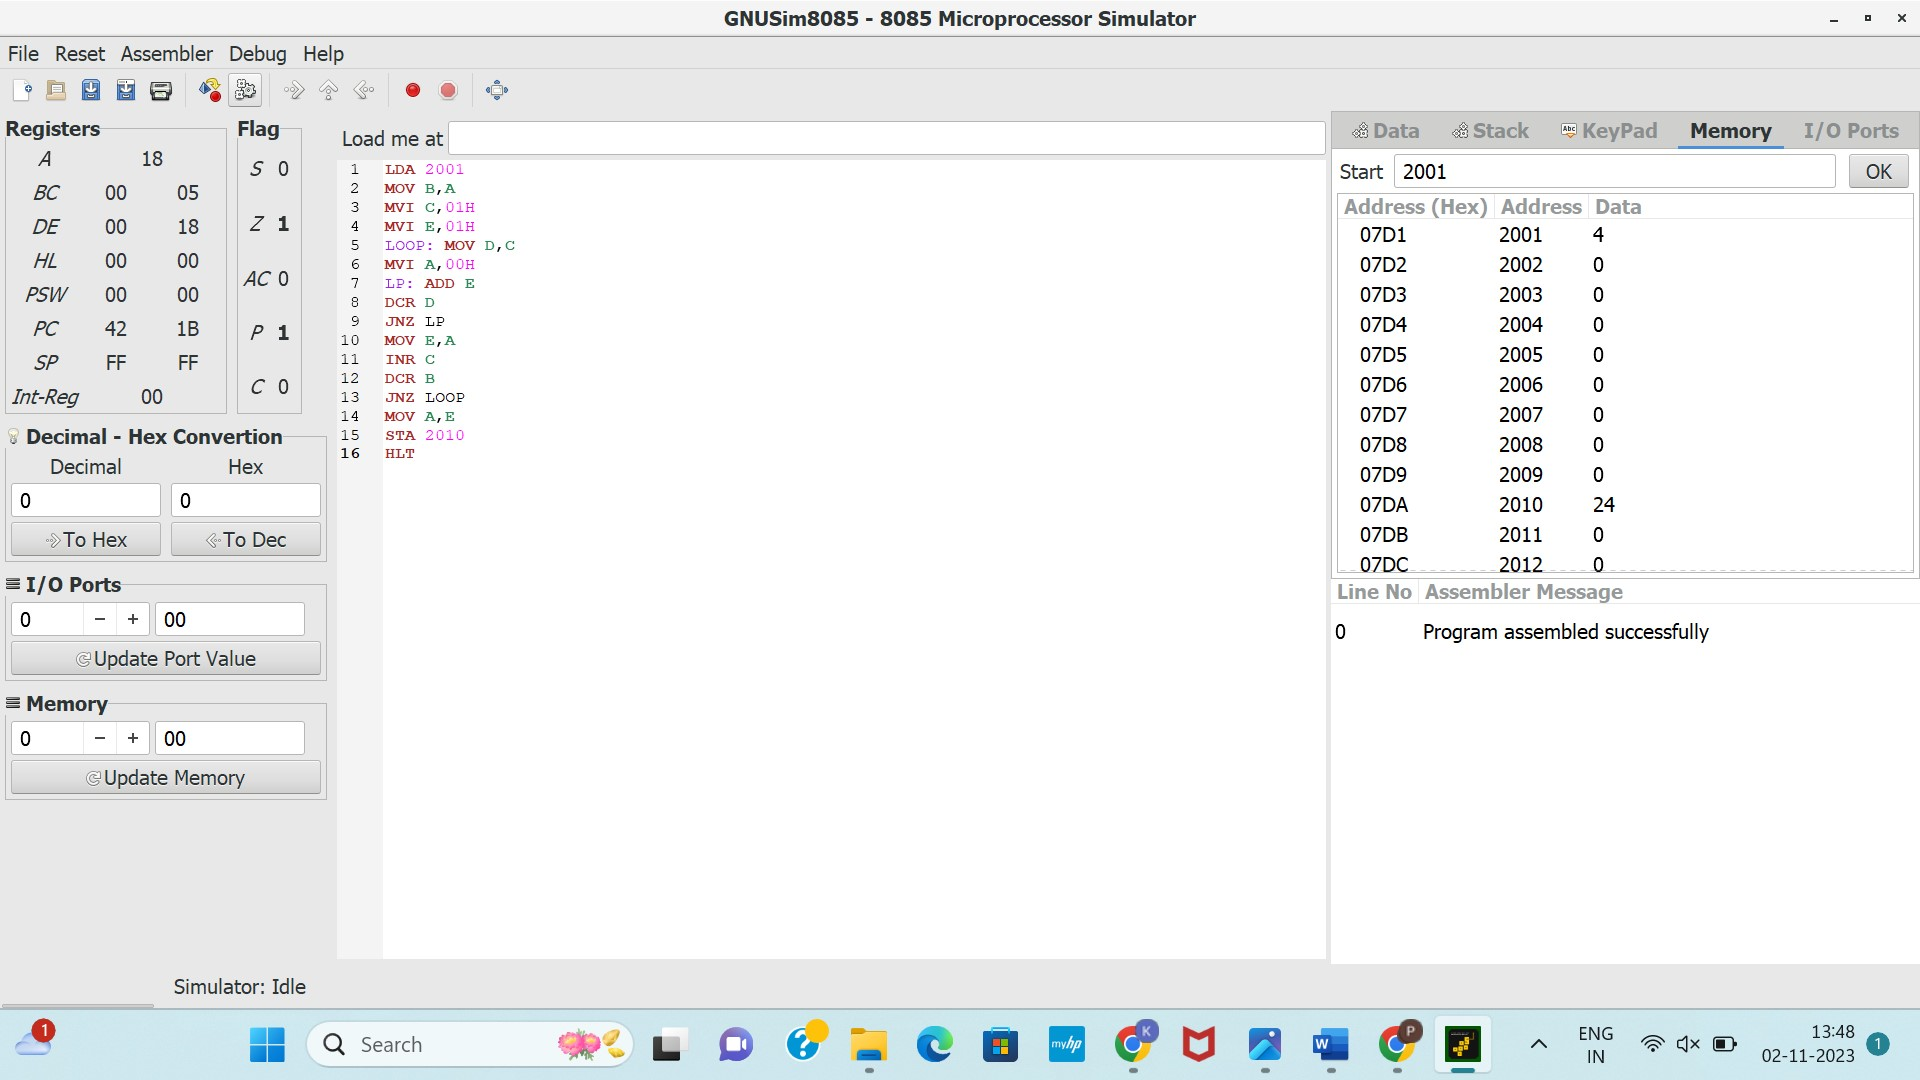 GNUSim8085 - 8085 Microprocessor Simulator
File Reset Assembler Debug Help
Registers
A 18
BC 00 05
DE 00 18
HL 00 00
PSW 00 00
PC 42 1B
SP FF FF
Int-Reg 00
Flag
S 0
Z 1
AC 0
P 1
C 0
Decimal - Hex Convertion
Decimal Hex
0 0
To Hex To Dec
I/O Ports
0 − + 00
Update Port Value
Memory
0 − + 00
Update Memory
Load me at
1 LDA 2001
2 MOV B,A
3 MVI C,01H
4 MVI E,01H
5 LOOP: MOV D,C
6 MVI A,00H
7 LP: ADD E
8 DCR D
9 JNZ LP
10 MOV E,A
11 INR C
12 DCR B
13 JNZ LOOP
14 MOV A,E
15 STA 2010
16 HLT
Data Stack Abc KeyPad Memory I/O Ports
Start 2001 OK
Address (Hex) Address Data
07D1 2001 4
07D2 2002 0
07D3 2003 0
07D4 2004 0
07D5 2005 0
07D6 2006 0
07D7 2007 0
07D8 2008 0
07D9 2009 0
07DA 2010 24
07DB 2011 0
07DC 2012 0
Line No Assembler Message
0 Program assembled successfully
Simulator: Idle
1
Search
?
myhp
K
W
P
ENG
IN
13:48
02-11-2023
1